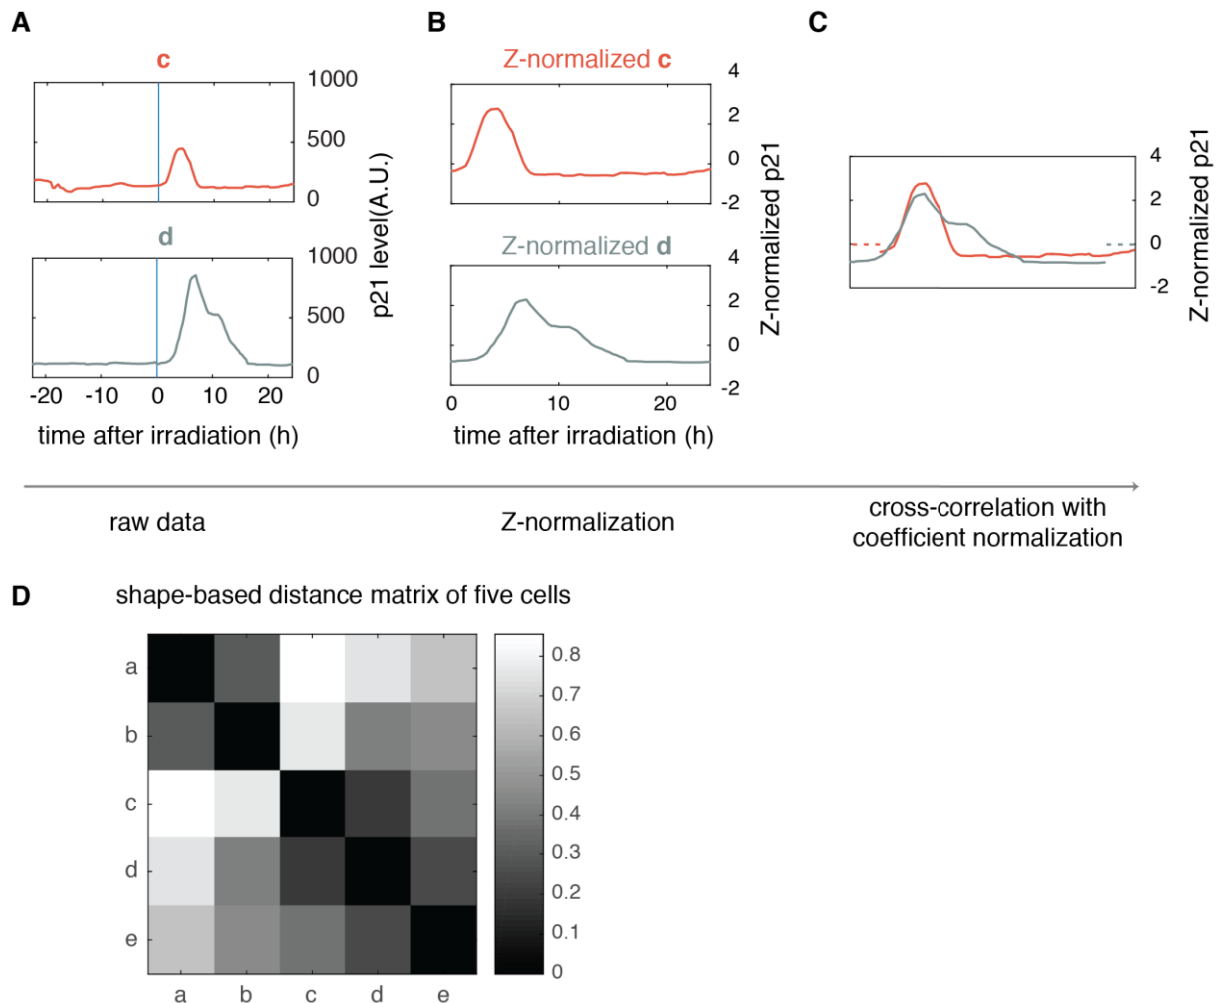 A
B
C
c
1000
500
0
d
1000
500
0
p21 level(A.U.)
-20 -10 0 10 20
time after irradiation (h)
Z-normalized c
4
2
0
-2
Z-normalized d
4
2
0
-2
Z-normalized p21
0 10 20
time after irradiation (h)
4
2
0
-2
Z-normalized p21
raw data
Z-normalization
cross-correlation with
coefficient normalization
D
shape-based distance matrix of five cells
a
b
c
d
e
a b c d e
0.8
0.7
0.6
0.5
0.4
0.3
0.2
0.1
0